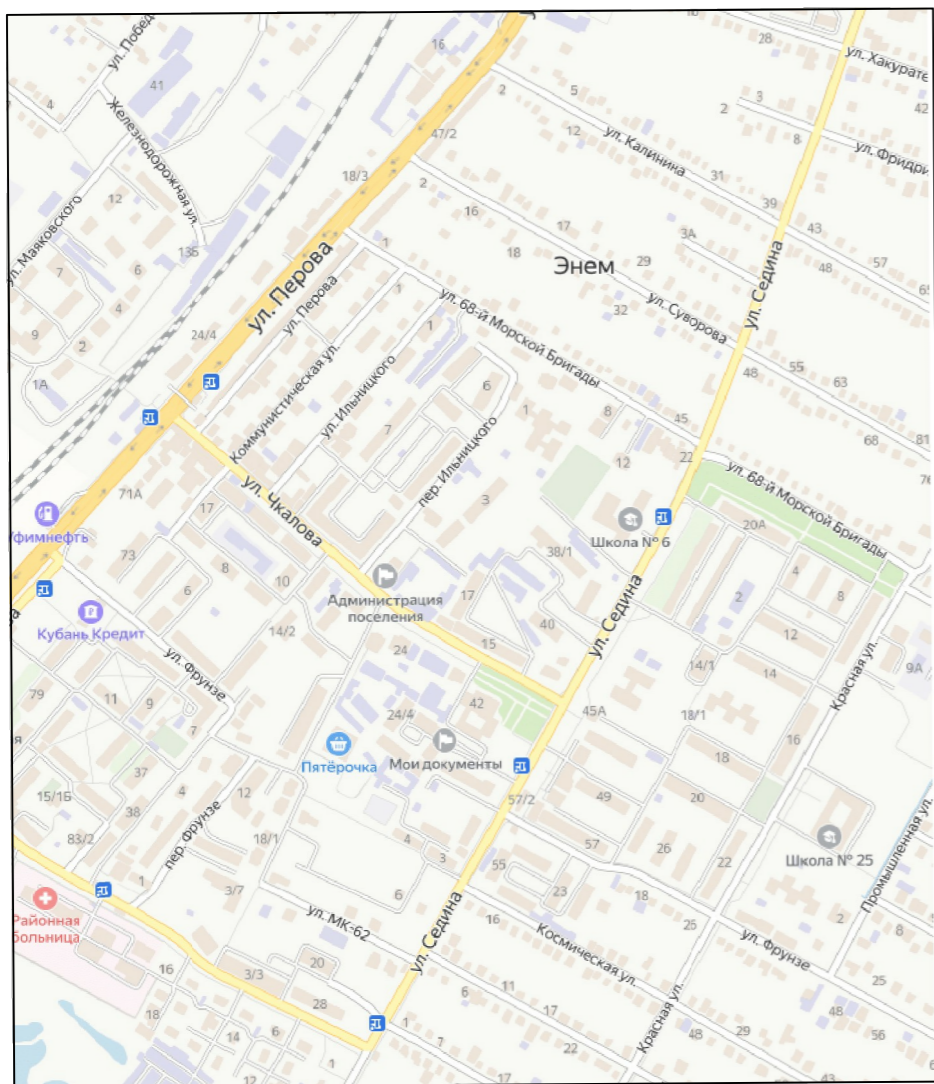 16
18
28
ул. Хакурате
ул. Победы
41
4
2
5
2
3
42
47/2
12
8
Железнодорожная ул.
ул. Калинина
ул. Фридри
18/3
31
2
12
16
39
17
43
ул. Маяковского
13Б
1
18
3А
48
57
7
6
Энем
29
ул. Седина
65
ул. Перова
ул. Перова
1
ул. 68-й Морской Бригады
ул. Суворова
4
32
9
2
24/4
1
55
48
63
1А
Коммунистическая ул.
ул. Ильницкого
6
1
8
45
7
пер. Ильницкого
12
22
68
81
76
71А
ул. Чкалова
3
ул. 68-й Морской Бригады
17
Школа № 6
20А
Уфимнефть
73
8
38/1
4
6
10
Администрация
поселения
17
2
8
Кубань Кредит
14/2
40
ул. Седина
12
ул. Фрунзе
24
15
14/1
14
Красная ул.
9А
79
11
9
24/4
42
45А
18/1
7
Мои документы
16
Пятёрочка
18
37
15/1Б
4
12
57/2
49
20
38
пер. Фрунзе
83/2
18/1
4
3
57
26
22
Школа № 25
Промышленная ул.
55
1
3/7
6
23
18
2
Районная
больница
ул. МК-62
16
25
8
ул. Седина
Космическая ул.
ул. Фрунзе
16
3/3
20
11
25
6
18
28
17
Красная ул.
48
29
48
56
14
6
1
7
22
1
43
6